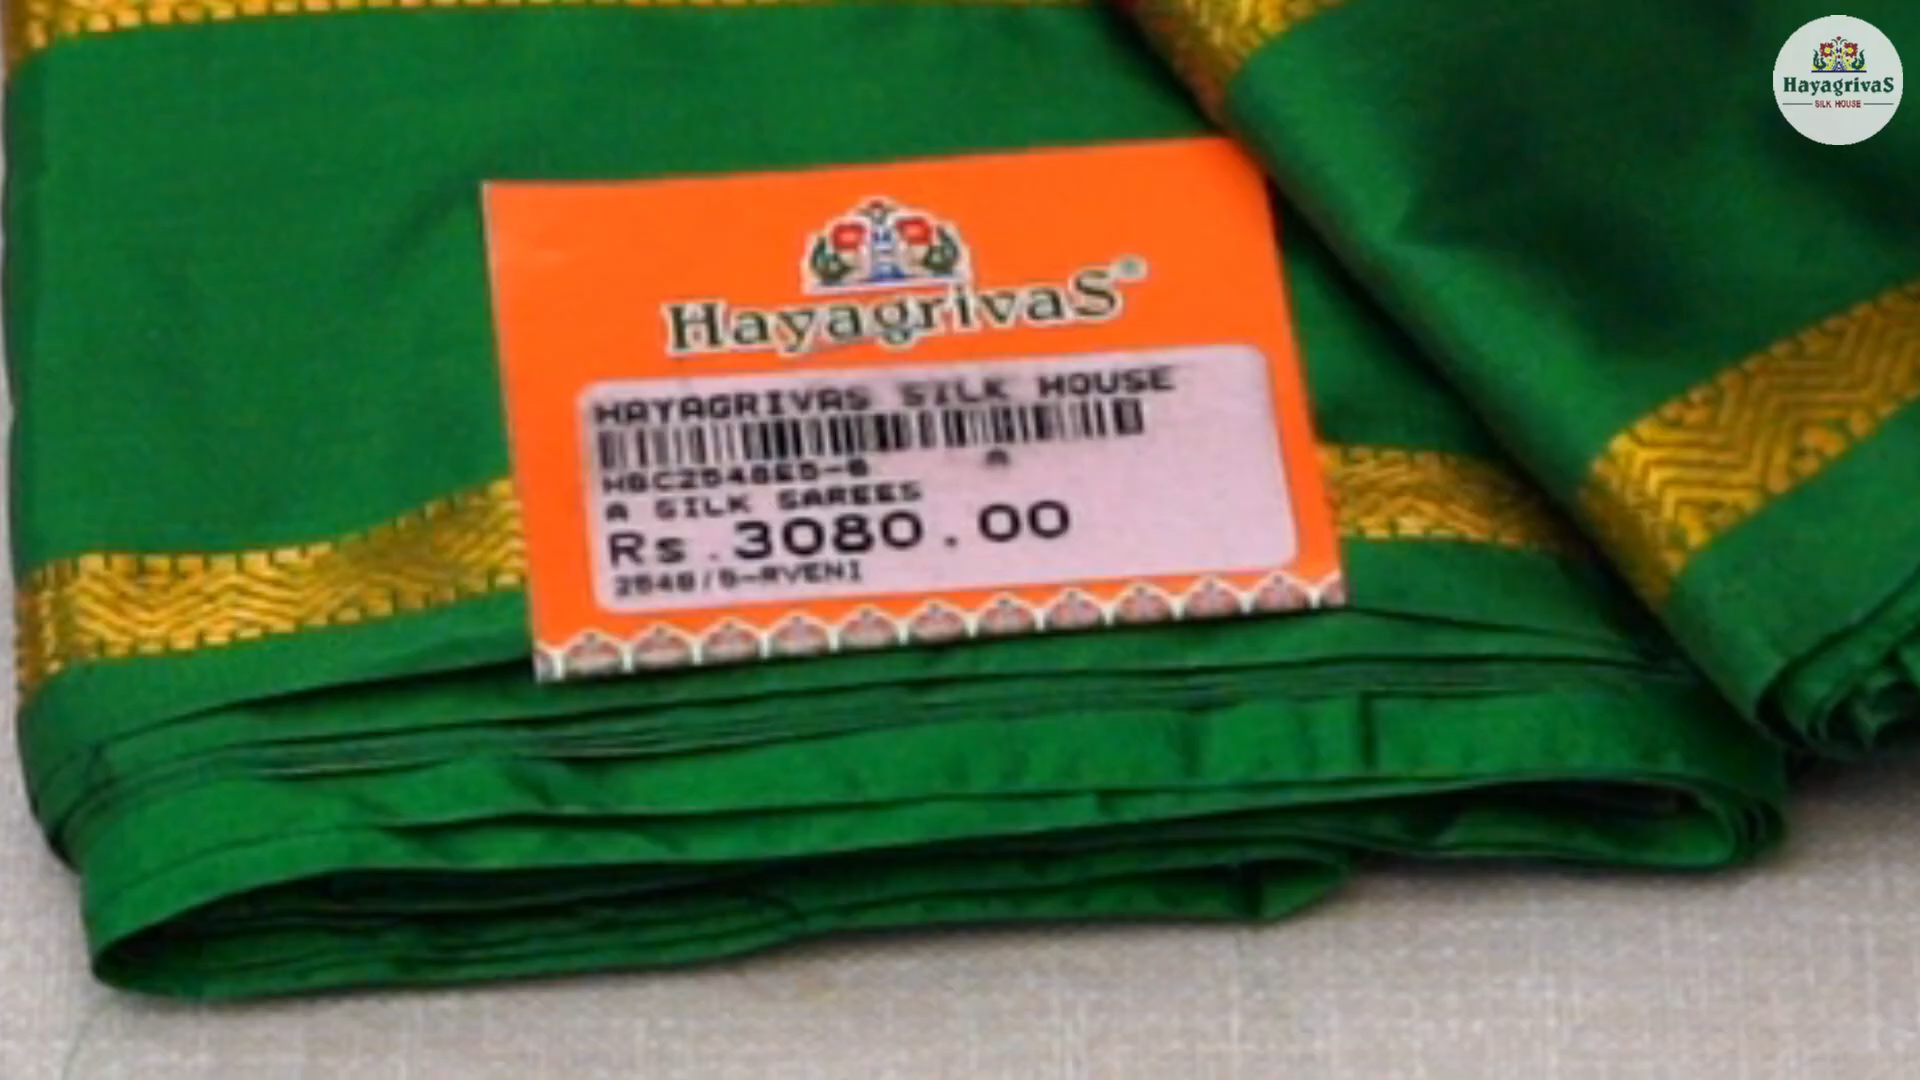 HayagrivaS
SILK HOUSE
HayagrivaS®
HAYAGRIVAS SILK HOUSE
A
A SILK SAREES
Rs.3080.00